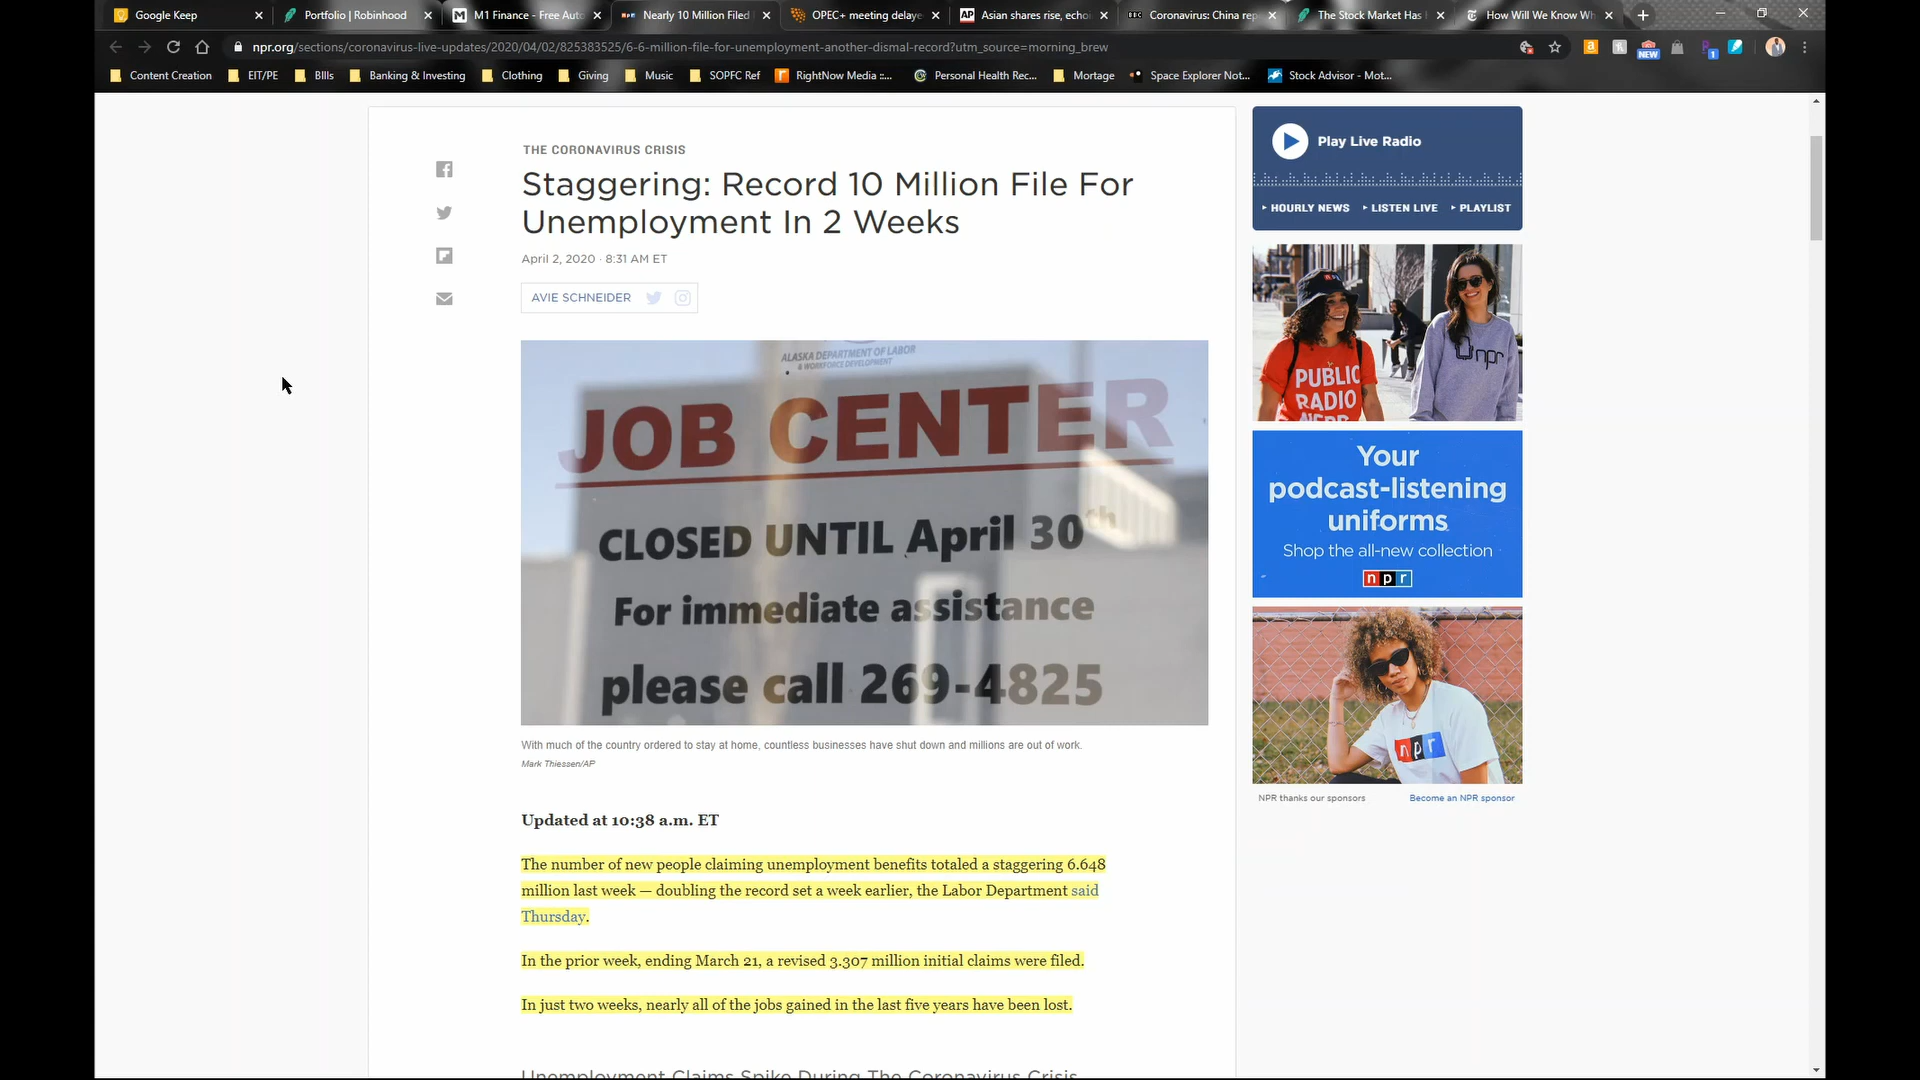 Google Keep
Portfolio | Robinhood
M1 Finance - Free Auto
Nearly 10 Million Filed
OPEC+ meeting delaye
Asian shares rise, echo
Coronavirus: China rep
The Stock Market Has
How Will We Know Wh
npr.org/sections/coronavirus-live-updates/2020/04/02/825383525/6-6-million-file-for-unemployment-another-dismal-record?utm_source=morning_brew
NEW
1
Content Creation
EIT/PE
BIlls
Banking & Investing
Clothing
Giving
Music
SOPFC Ref
RightNow Media ::...
Personal Health Rec...
Mortage
Space Explorer Not...
Stock Advisor - Mot...
THE CORONAVIRUS CRISIS
Staggering: Record 10 Million File For
Unemployment In 2 Weeks
April 2, 2020 · 8:31 AM ET
AVIE SCHNEIDER
ALASKA DEPARTMENT OF LABOR
& WORKFORCE DEVELOPMENT
JOB CENTER
CLOSED UNTIL April 30th
For immediate assistance
please call 269-4825
With much of the country ordered to stay at home, countless businesses have shut down and millions are out of work.
Mark Thiessen/AP
Updated at 10:38 a.m. ET
The number of new people claiming unemployment benefits totaled a staggering 6.648
million last week — doubling the record set a week earlier, the Labor Department said
Thursday.
In the prior week, ending March 21, a revised 3.307 million initial claims were filed.
In just two weeks, nearly all of the jobs gained in the last five years have been lost.
Unemployment Claims Spike During The Coronavirus Crisis
Play Live Radio
HOURLY NEWS
LISTEN LIVE
PLAYLIST
PUBLIC
RADIO
NERD
npr
Your
podcast-listening
uniforms
Shop the all-new collection
npr
npr
NPR thanks our sponsors
Become an NPR sponsor